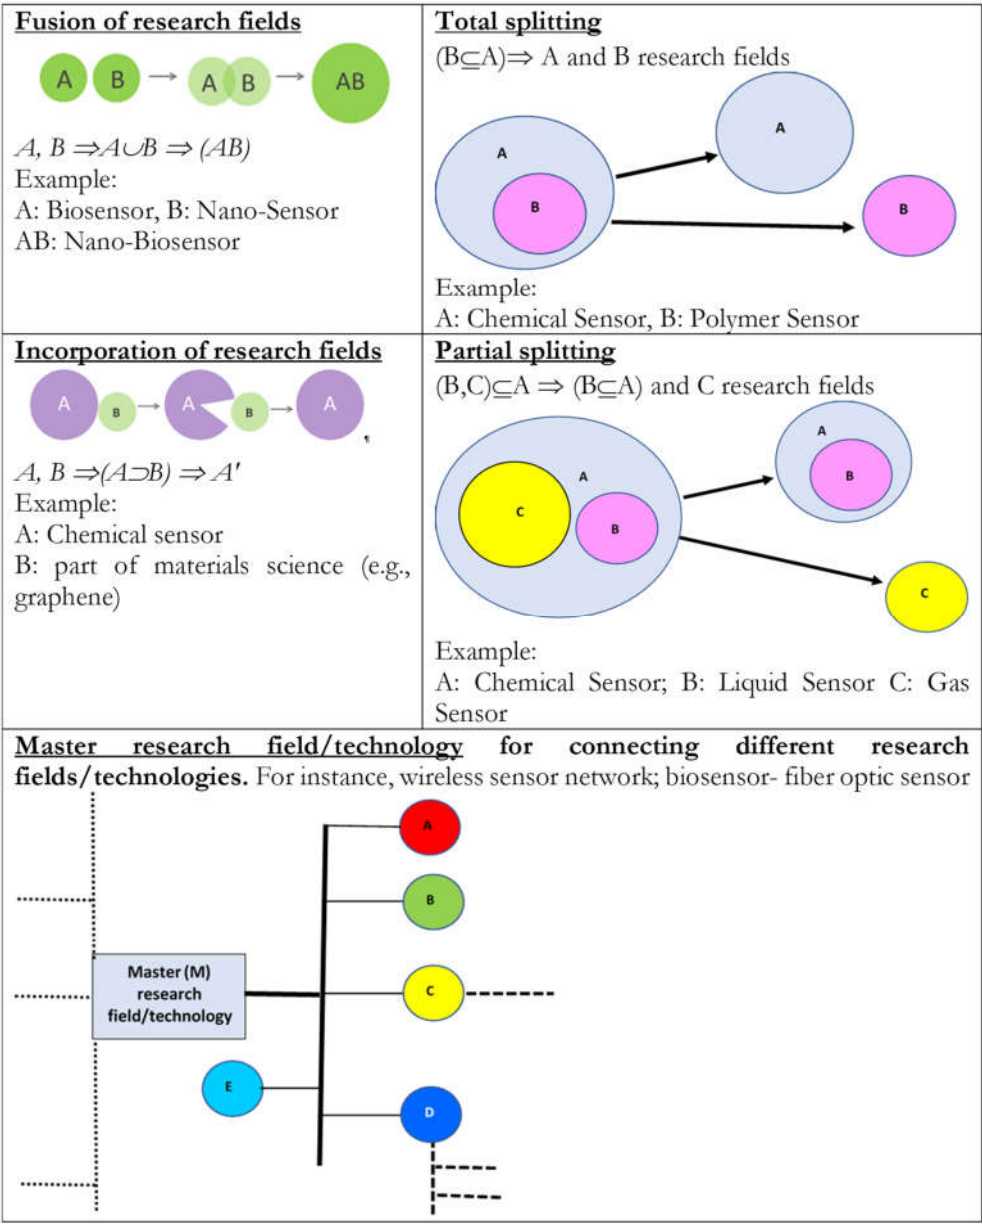 Fusion of research fields
A B → A B → AB
A, B ⇒A∪B ⇒ (AB)
Example:
A: Biosensor, B: Nano-Sensor
AB: Nano-Biosensor
Total splitting
(B⊆A)⇒ A and B research fields
A
A
B
B
Example:
A: Chemical Sensor, B: Polymer Sensor
Incorporation of research fields
A B → A B → A
¶
A, B ⇒(A⊃B) ⇒ A'
Example:
A: Chemical sensor
B: part of materials science (e.g.,
graphene)
Partial splitting
(B,C)⊆A ⇒ (B⊆A) and C research fields
A
A
B
C
B
C
Example:
A: Chemical Sensor; B: Liquid Sensor C: Gas
Sensor
Master research field/technology for connecting different research
fields/technologies. For instance, wireless sensor network; biosensor- fiber optic sensor
A
B
Master (M)
research
field/technology
C
E
D